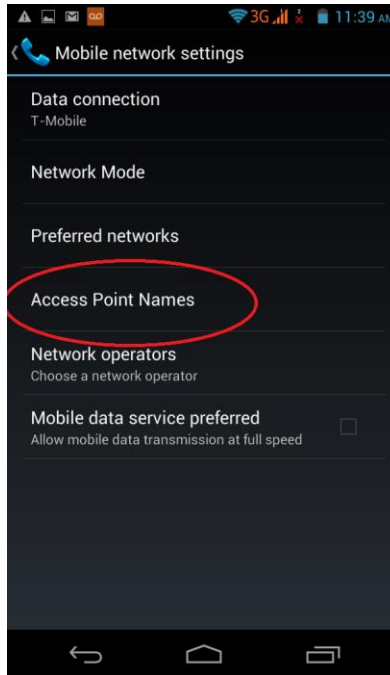 3G 11:39 AM
Mobile network settings
Data connection
T-Mobile
Network Mode
Preferred networks
Access Point Names
Network operators
Choose a network operator
Mobile data service preferred
Allow mobile data transmission at full speed